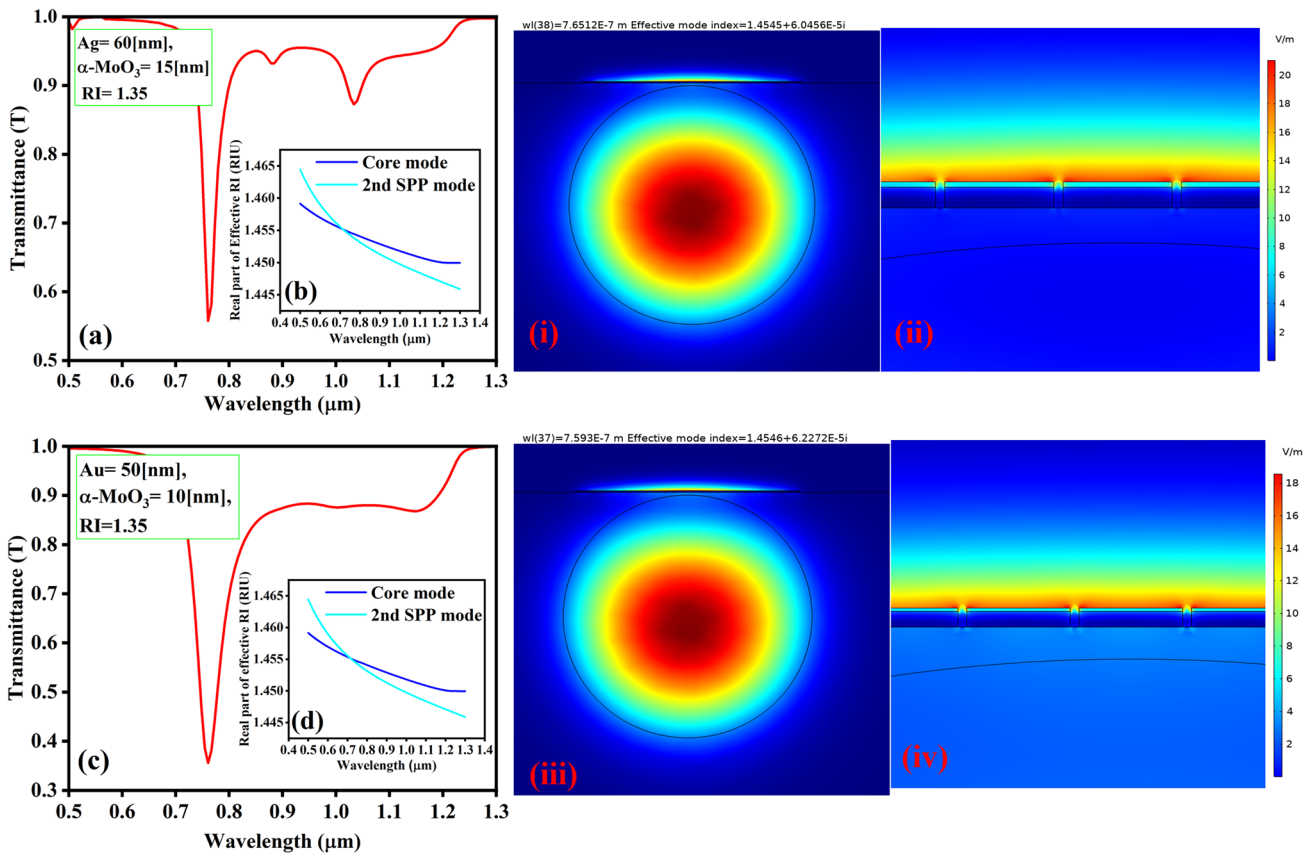 1.0
0.9
0.8
0.7
0.6
0.5
Transmittance (T)
Ag= 60[nm],
α-MoO3= 15[nm]
RI= 1.35
(a)
0.5 0.6 0.7 0.8 0.9 1.0 1.1 1.2 1.3
Wavelength (µm)
1.465
1.460
1.455
1.450
1.445
Real part of Effective RI (RIU)
Core mode
2nd SPP mode
(b)
0.4 0.5 0.6 0.7 0.8 0.9 1.0 1.1 1.2 1.3 1.4
Wavelength (µm)
wl(38)=7.6512E-7 m Effective mode index=1.4545+6.0456E-5i
(i)
(ii)
V/m
20
18
16
14
12
10
8
6
4
2
1.0
0.9
0.8
0.7
0.6
0.5
0.4
0.3
Transmittance (T)
Au= 50[nm],
α-MoO3= 10[nm],
RI=1.35
(c)
0.5 0.6 0.7 0.8 0.9 1.0 1.1 1.2 1.3
Wavelength (µm)
1.465
1.460
1.455
1.450
1.445
Real part of effective RI (RIU)
Core mode
2nd SPP mode
(d)
0.4 0.5 0.6 0.7 0.8 0.9 1.0 1.1 1.2 1.3 1.4
Wavelength (µm)
wl(37)=7.593E-7 m Effective mode index=1.4546+6.2272E-5i
(iii)
(iv)
V/m
18
16
14
12
10
8
6
4
2